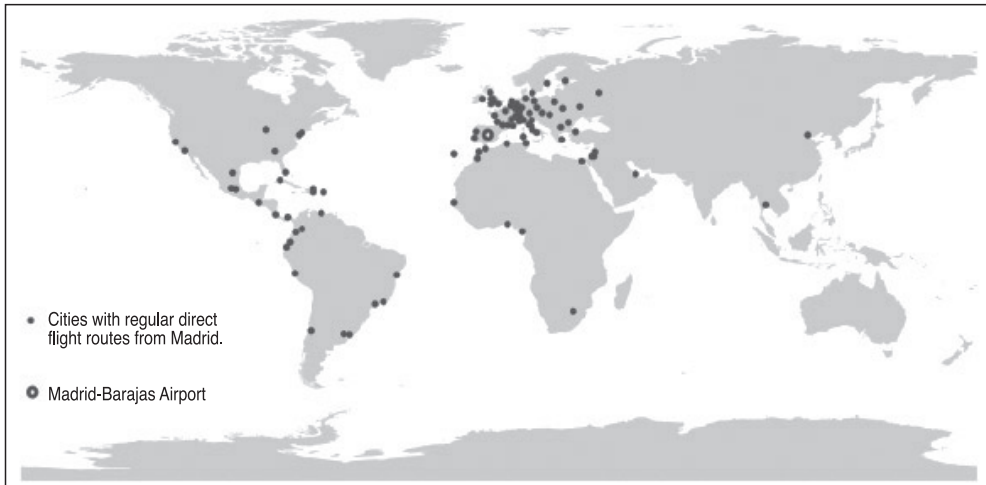 Cities with regular direct
flight routes from Madrid.
Madrid-Barajas Airport